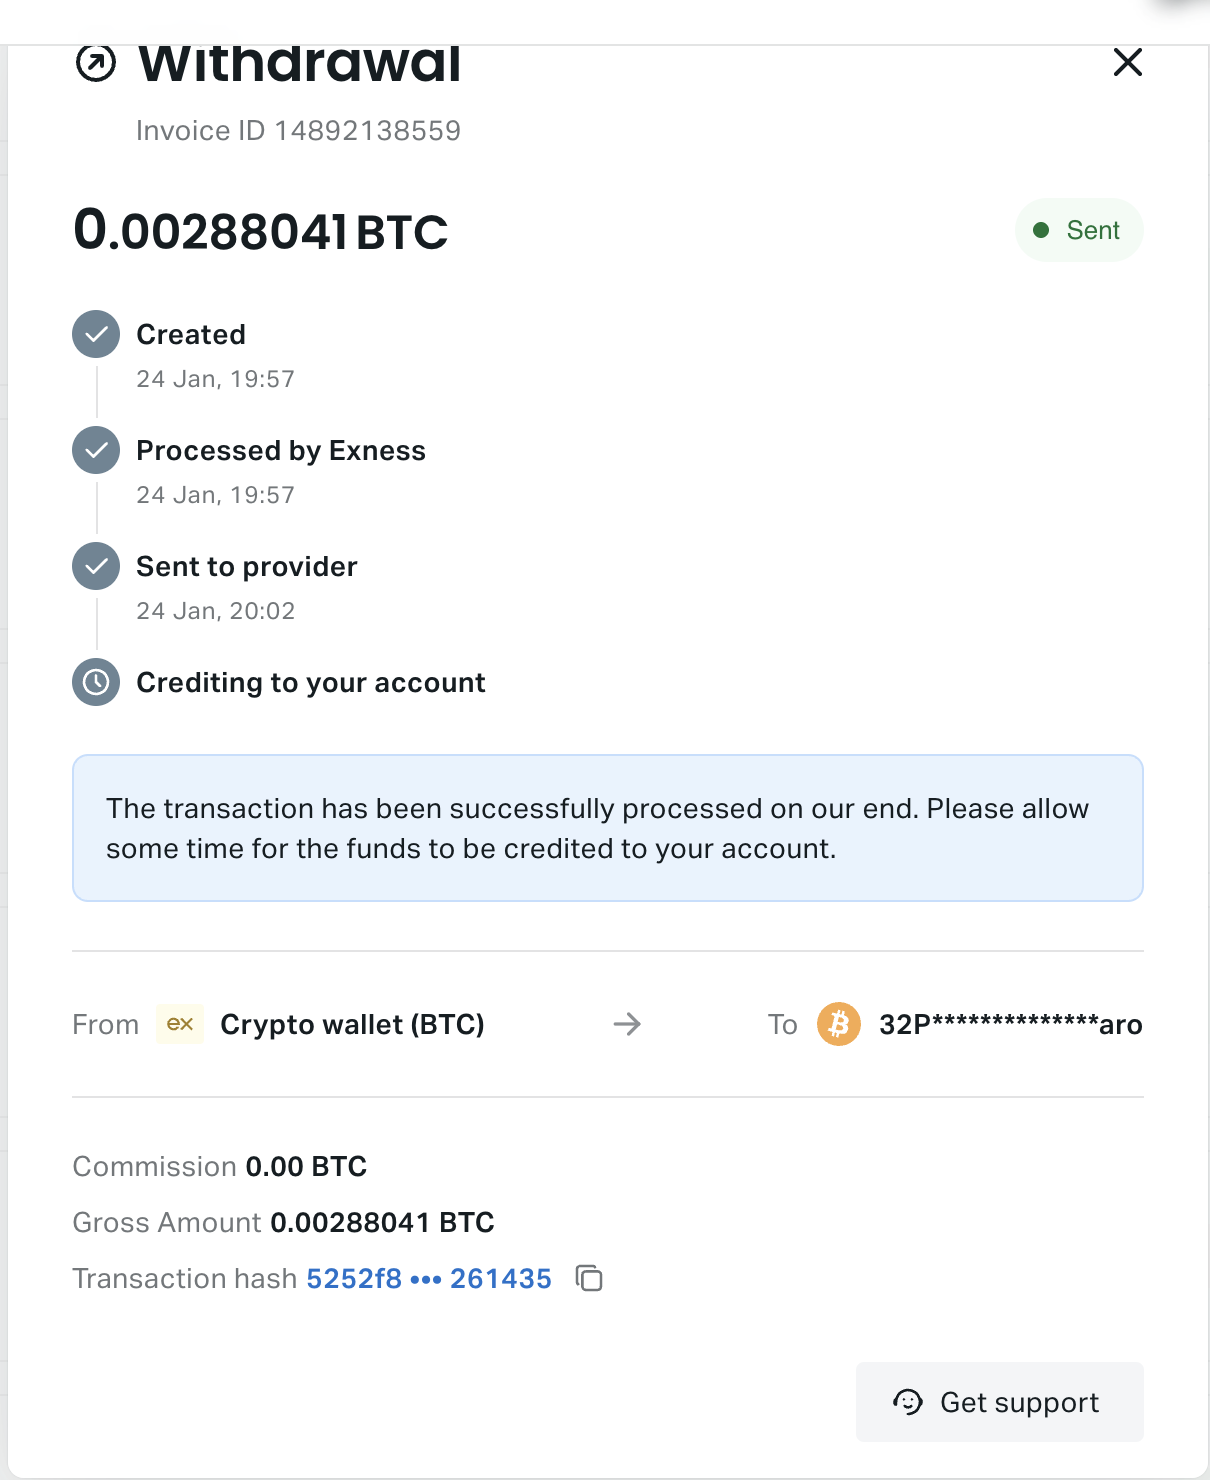 Withdrawal
Invoice ID 14892138559
0.00288041 BTC
Sent
Created
24 Jan, 19:57
Processed by Exness
24 Jan, 19:57
Sent to provider
24 Jan, 20:02
Crediting to your account
The transaction has been successfully processed on our end. Please allow
some time for the funds to be credited to your account.
From ex Crypto wallet (BTC) → To 32P**************aro
Commission 0.00 BTC
Gross Amount 0.00288041 BTC
Transaction hash 5252f8 ••• 261435
Get support